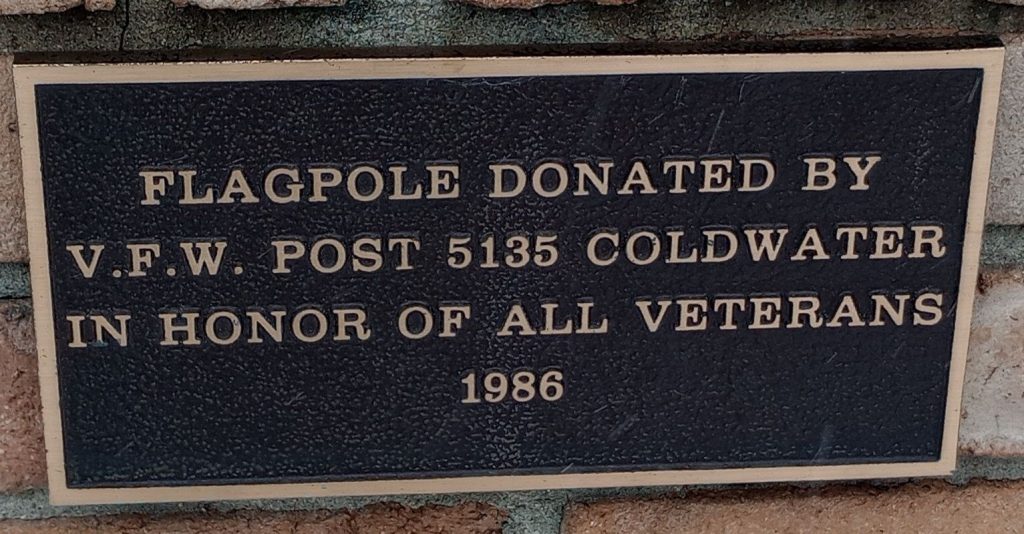 FLAGPOLE DONATED BY
V.F.W. POST 5135 COLDWATER
IN HONOR OF ALL VETERANS
1986